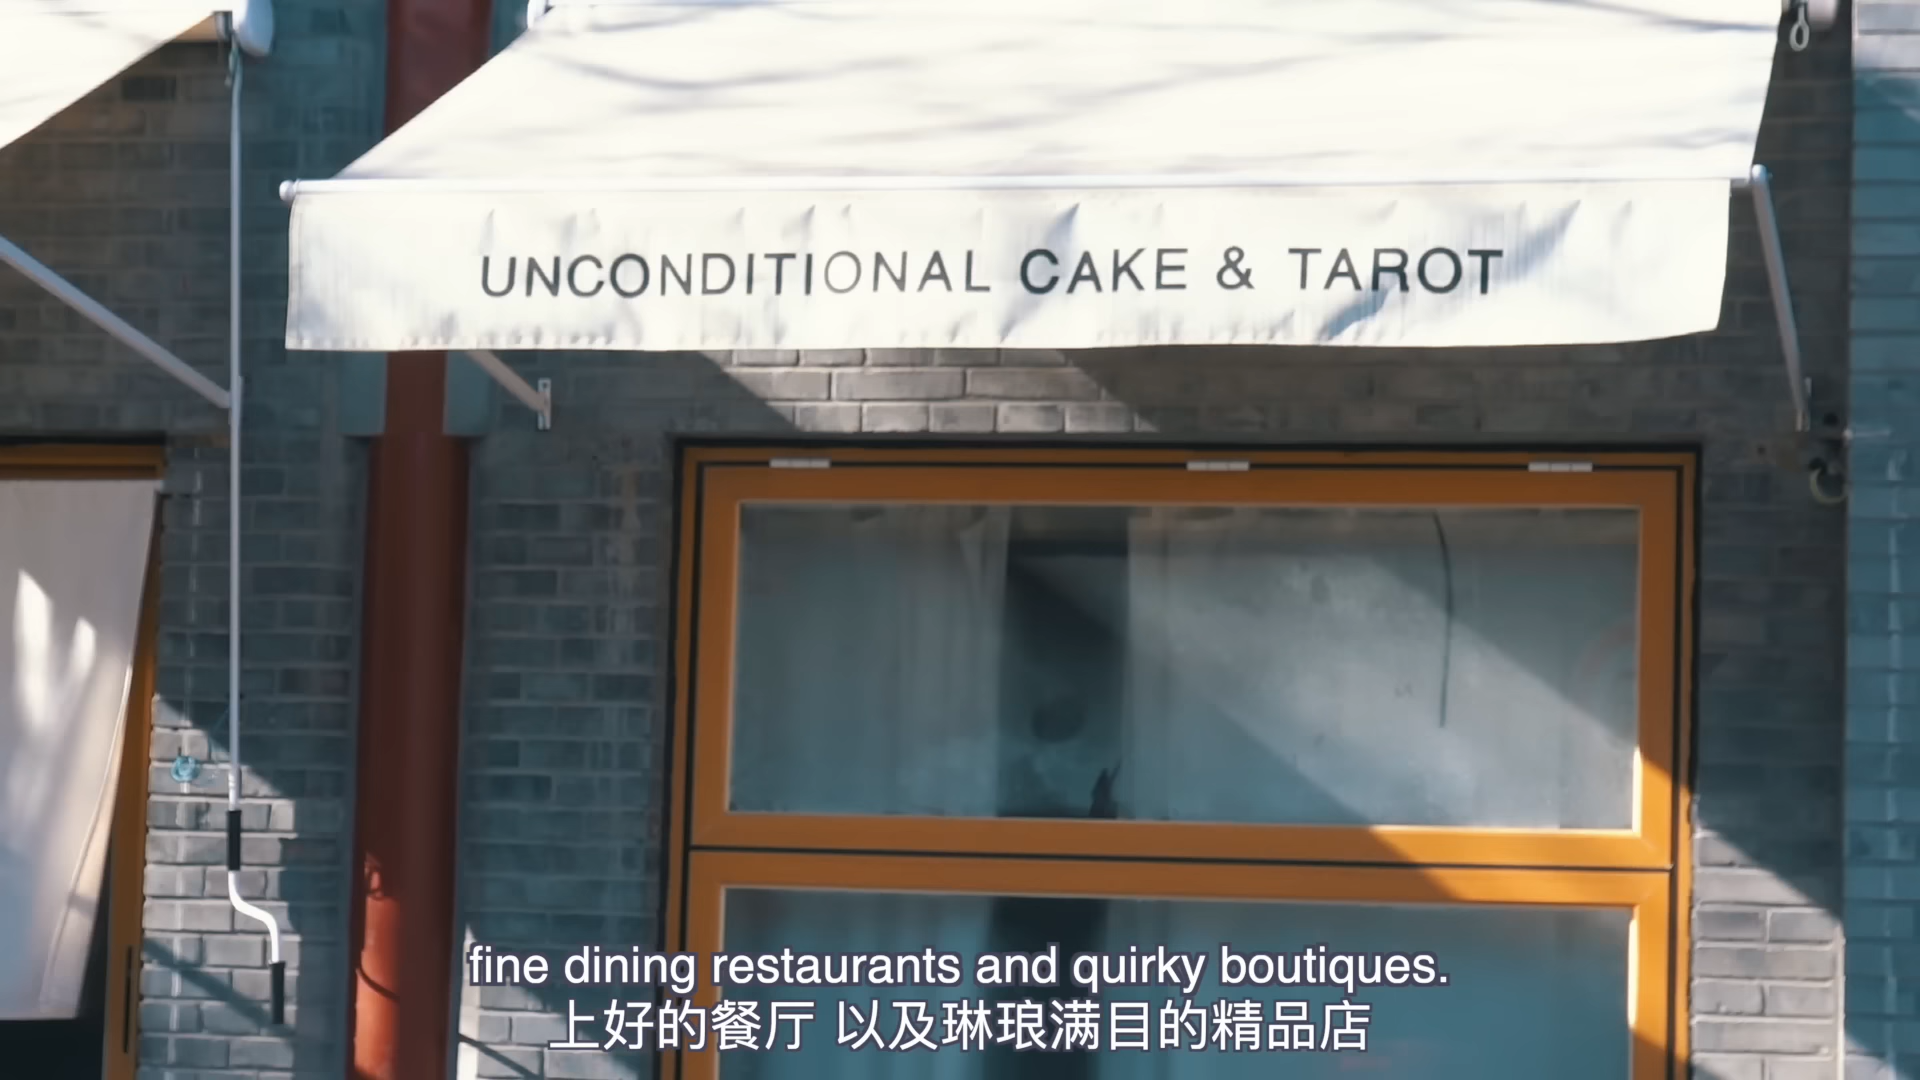 UNCONDITIONAL CAKE & TAROT
fine dining restaurants and quirky boutiques.
上好的餐厅 以及琳琅满目的精品店